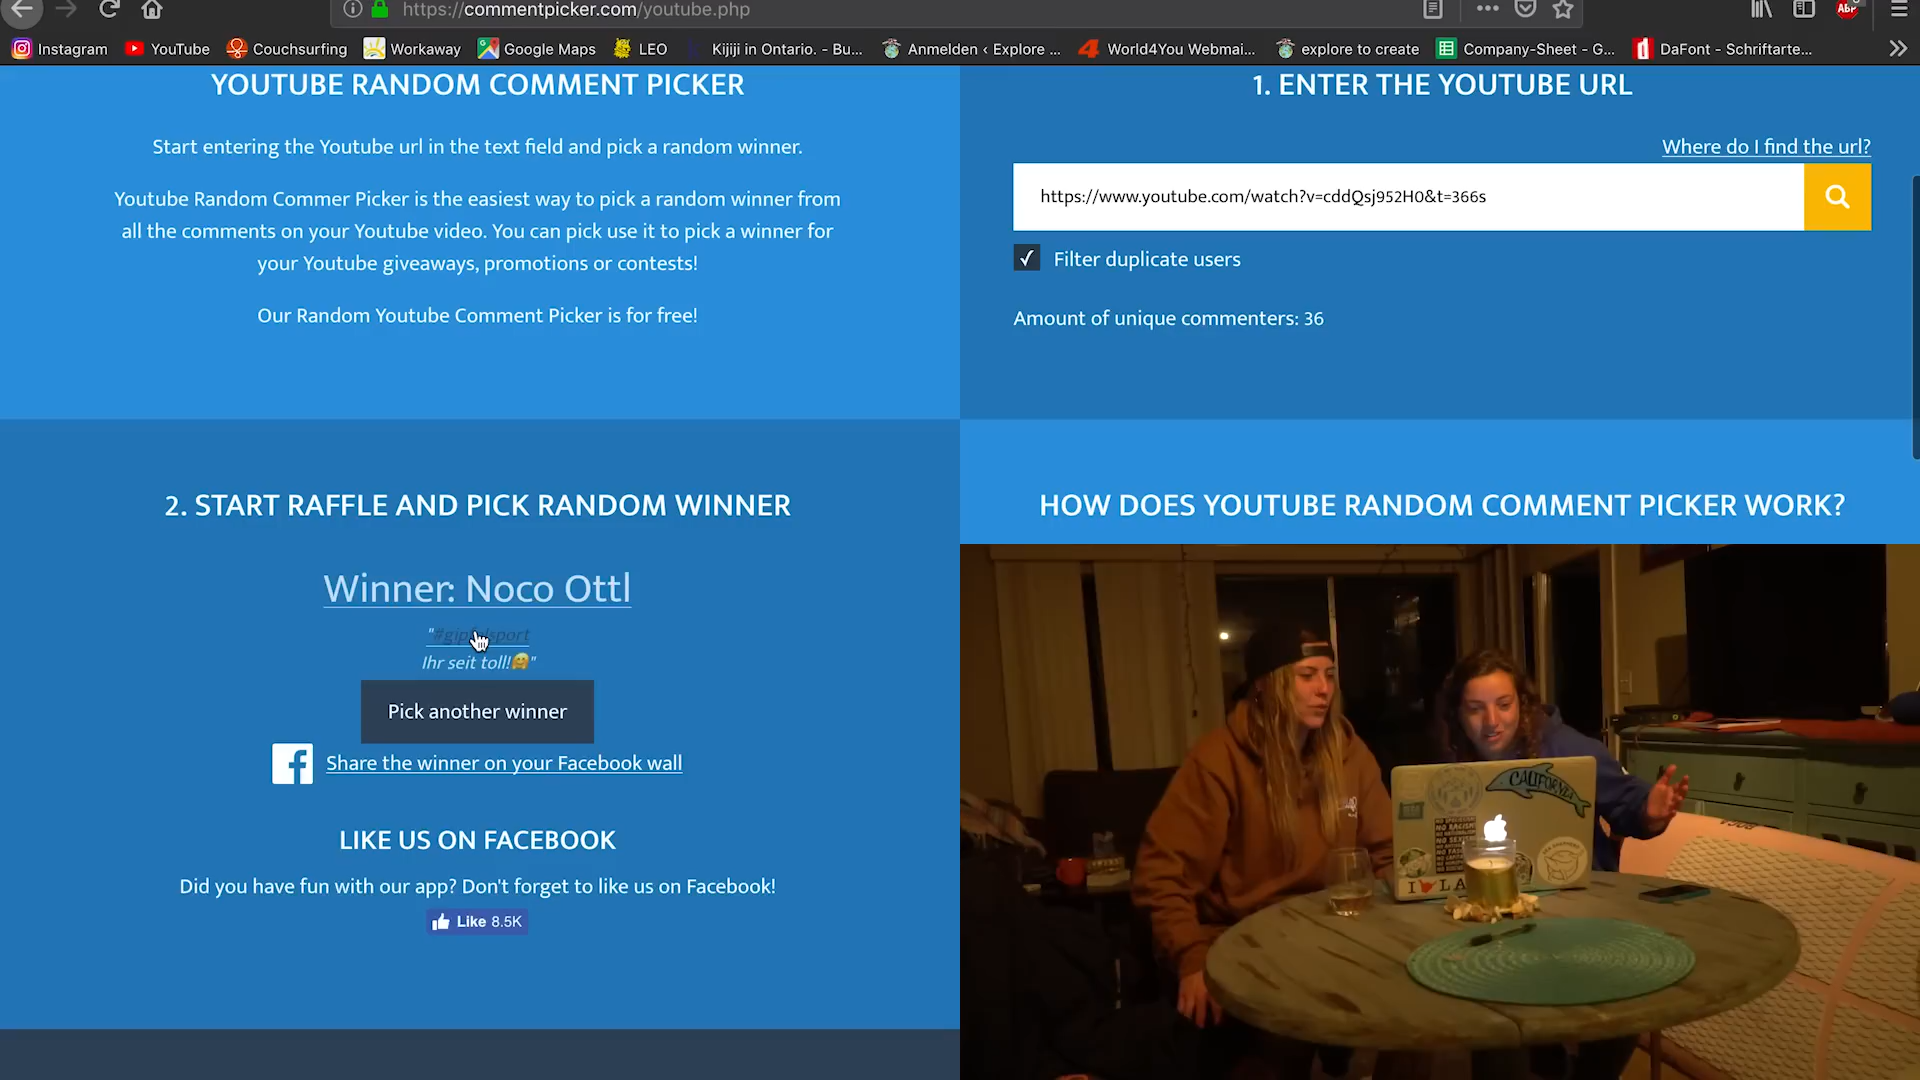 https://commentpicker.com/youtube.php
Instagram
YouTube
Couchsurfing
Workaway
Google Maps
LEO
Kijiji in Ontario. - Bu...
Anmelden ‹ Explore ...
World4You Webmai...
explore to create
Company-Sheet - G...
DaFont - Schriftarte...
ABP
YOUTUBE RANDOM COMMENT PICKER
Start entering the Youtube url in the text field and pick a random winner.
Youtube Random Commer Picker is the easiest way to pick a random winner from
all the comments on your Youtube video. You can pick use it to pick a winner for
your Youtube giveaways, promotions or contests!
Our Random Youtube Comment Picker is for free!
1. ENTER THE YOUTUBE URL
Where do I find the url?
https://www.youtube.com/watch?v=cddQsj952H0&t=366s
Filter duplicate users
Amount of unique commenters: 36
2. START RAFFLE AND PICK RANDOM WINNER
Winner: Noco Ottl
"#gipfelsport
Ihr seit toll!🤗"
Pick another winner
Share the winner on your Facebook wall
LIKE US ON FACEBOOK
Did you have fun with our app? Don't forget to like us on Facebook!
Like 8.5K
HOW DOES YOUTUBE RANDOM COMMENT PICKER WORK?
CALIFORNIA
I LA